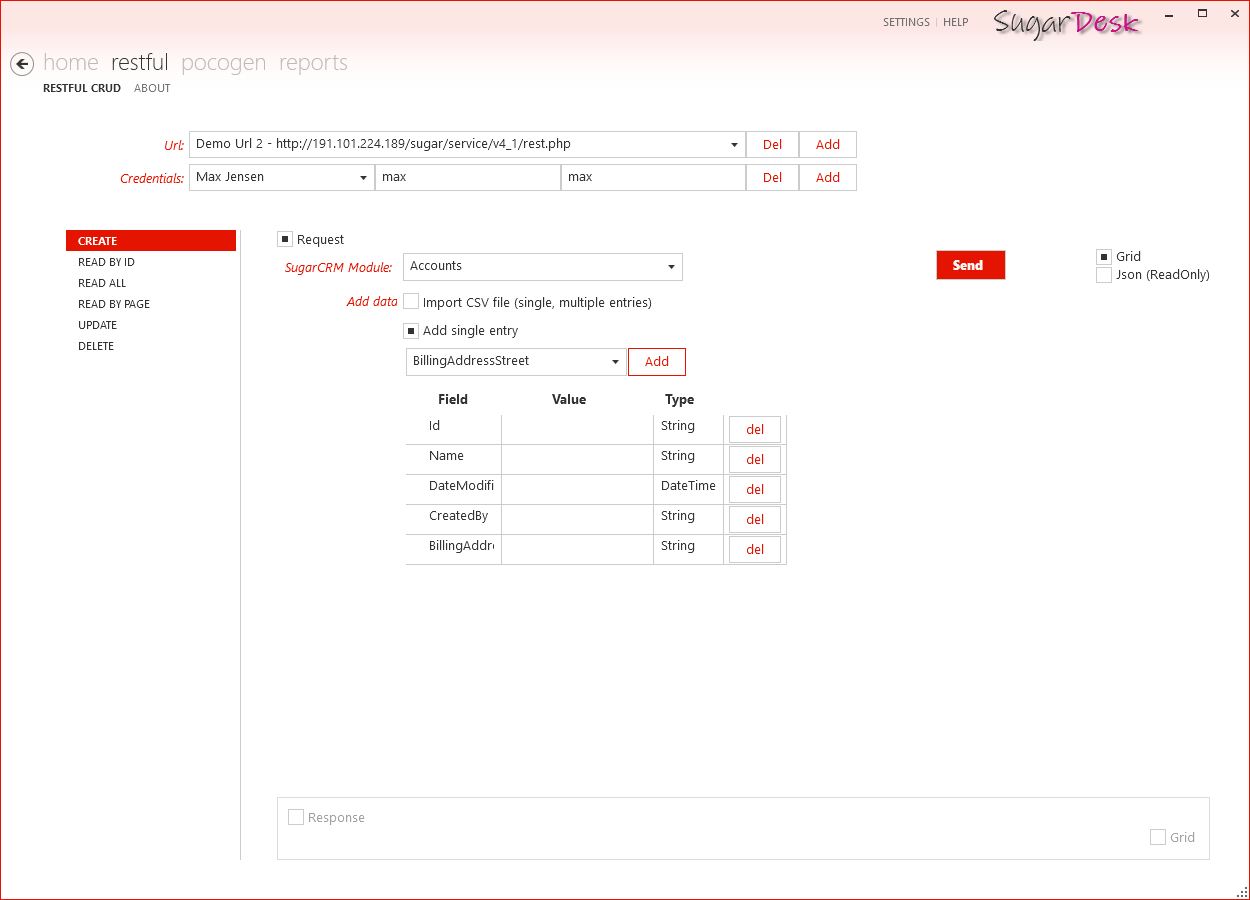 SETTINGS | HELP SugarDesk
home restful pocogen reports
RESTFUL CRUD ABOUT
Url: Demo Url 2 - http://191.101.224.189/sugar/service/v4_1/rest.php Del Add
Credentials: Max Jensen max max Del Add
CREATE
READ BY ID
READ ALL
READ BY PAGE
UPDATE
DELETE
Request
SugarCRM Module: Accounts Send
Grid
Json (ReadOnly)
Add data Import CSV file (single, multiple entries)
Add single entry
BillingAddressStreet Add
Field Value Type
Id String del
Name String del
DateModifi DateTime del
CreatedBy String del
BillingAddr String del
Response
Grid